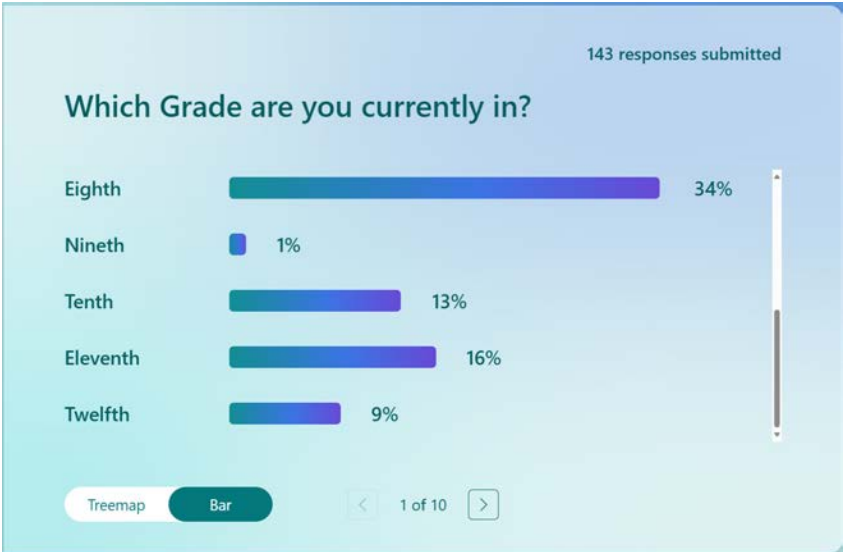 143 responses submitted
Which Grade are you currently in?
Eighth 34%
Nineth 1%
Tenth 13%
Eleventh 16%
Twelfth 9%
Treemap Bar < 1 of 10 >